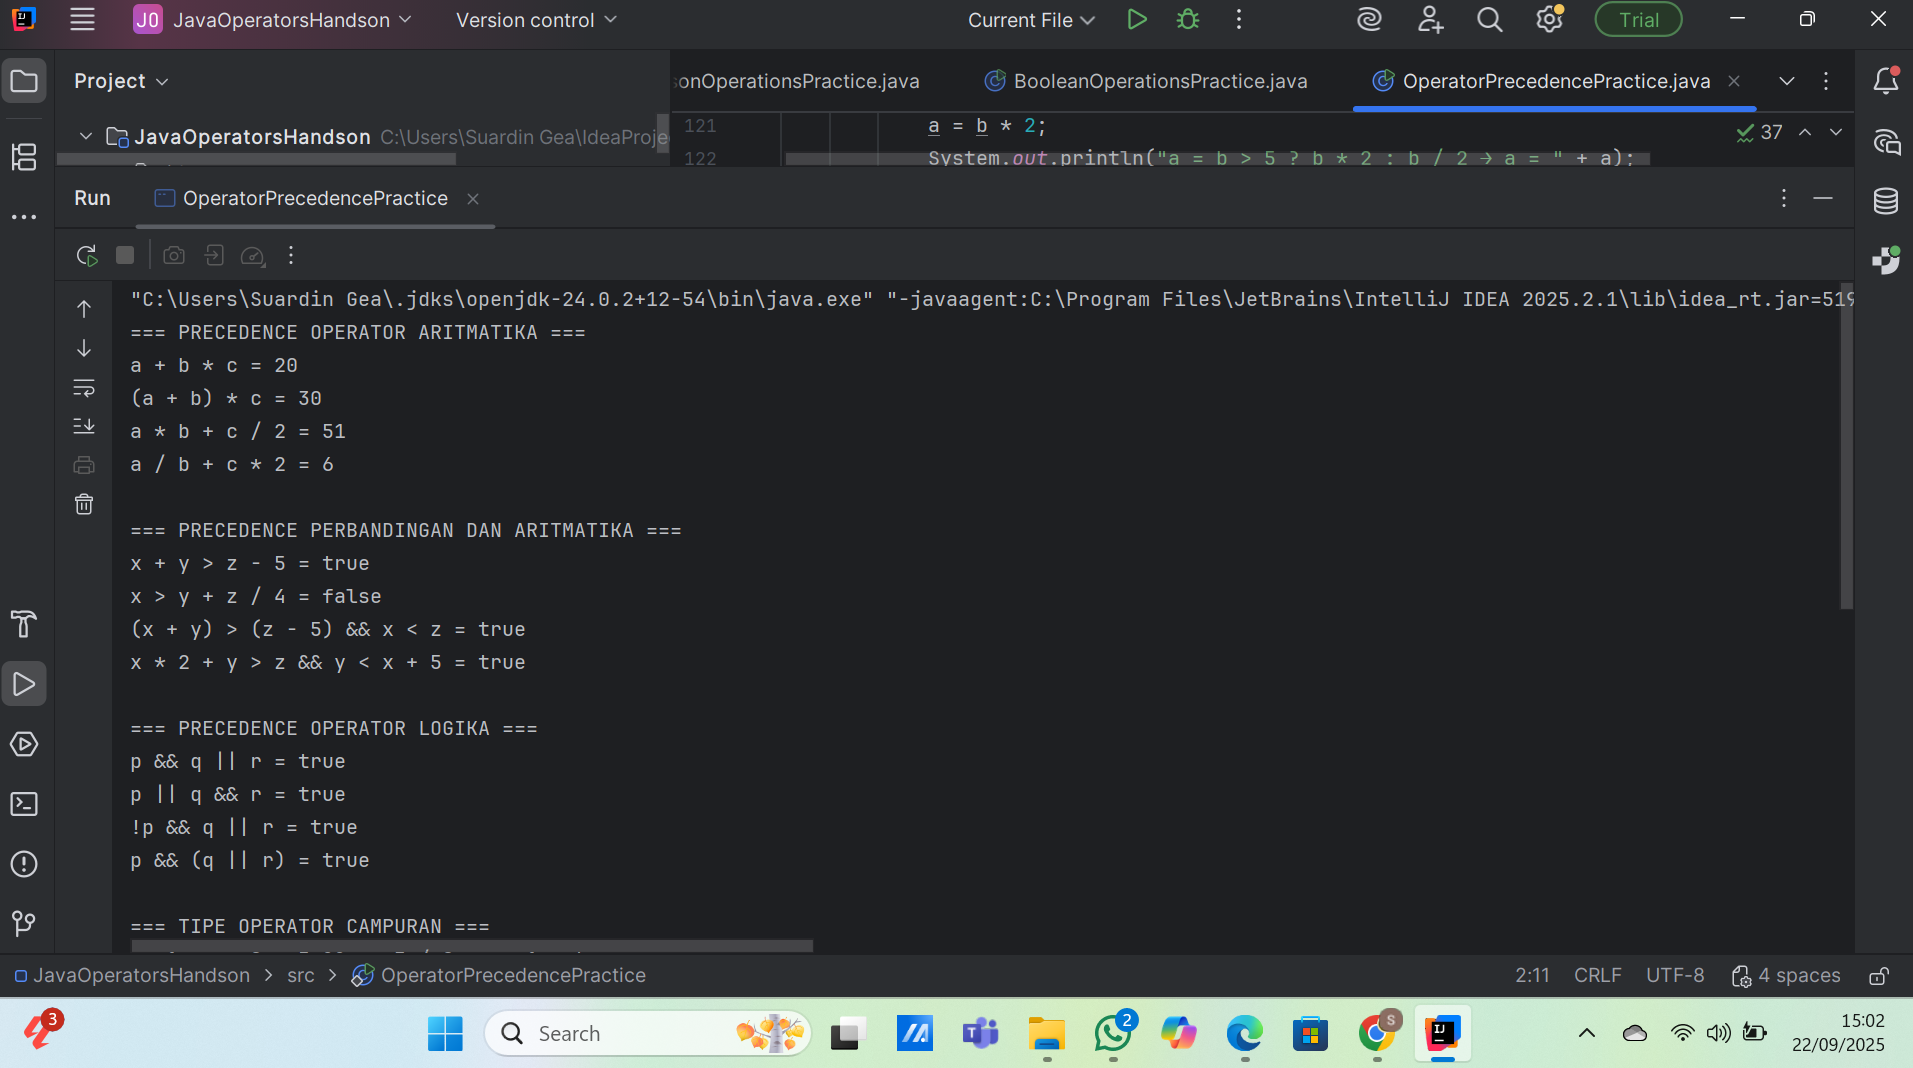 JO JavaOperatorsHandson Version control Current File Trial
Project
onOperationsPractice.java BooleanOperationsPractice.java OperatorPrecedencePractice.java
JavaOperatorsHandson C:\Users\Suardin Gea\IdeaProje
121 a = b * 2;
37
122 System.out.println("a = b > 5 ? b * 2 : b / 2 → a = " + a);
Run OperatorPrecedencePractice
"C:\Users\Suardin Gea\.jdks\openjdk-24.0.2+12-54\bin\java.exe" "-javaagent:C:\Program Files\JetBrains\IntelliJ IDEA 2025.2.1\lib\idea_rt.jar=519
=== PRECEDENCE OPERATOR ARITMATIKA ===
a + b * c = 20
(a + b) * c = 30
a * b + c / 2 = 51
a / b + c * 2 = 6
=== PRECEDENCE PERBANDINGAN DAN ARITMATIKA ===
x + y > z - 5 = true
x > y + z / 4 = false
(x + y) > (z - 5) && x < z = true
x * 2 + y > z && y < x + 5 = true
=== PRECEDENCE OPERATOR LOGIKA ===
p && q || r = true
p || q && r = true
!p && q || r = true
p && (q || r) = true
=== TIPE OPERATOR CAMPURAN ===
JavaOperatorsHandson > src > OperatorPrecedencePractice 2:11 CRLF UTF-8 4 spaces
3 Search 2 S IJ
15:02
22/09/2025